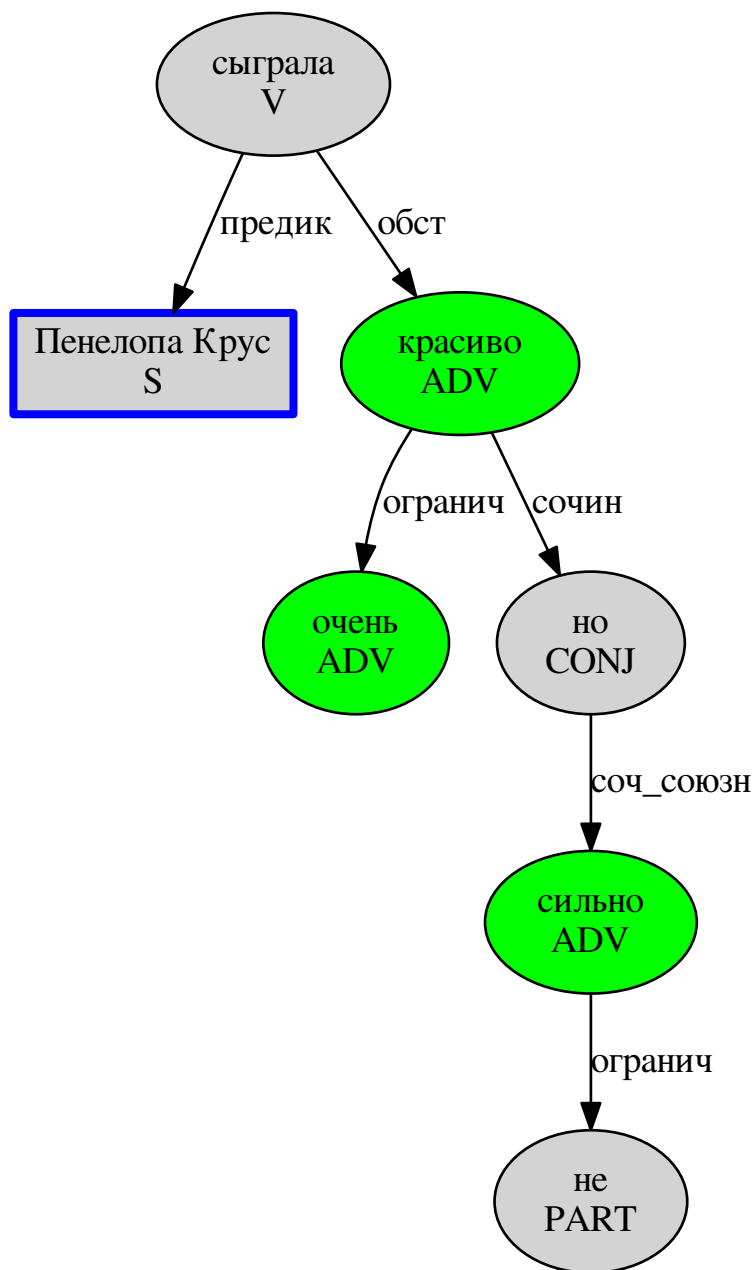 сыграла
V
предик
обст
Пенелопа Крус
S
красиво
ADV
огранич
сочин
очень
ADV
но
CONJ
соч_союзн
сильно
ADV
огранич
не
PART